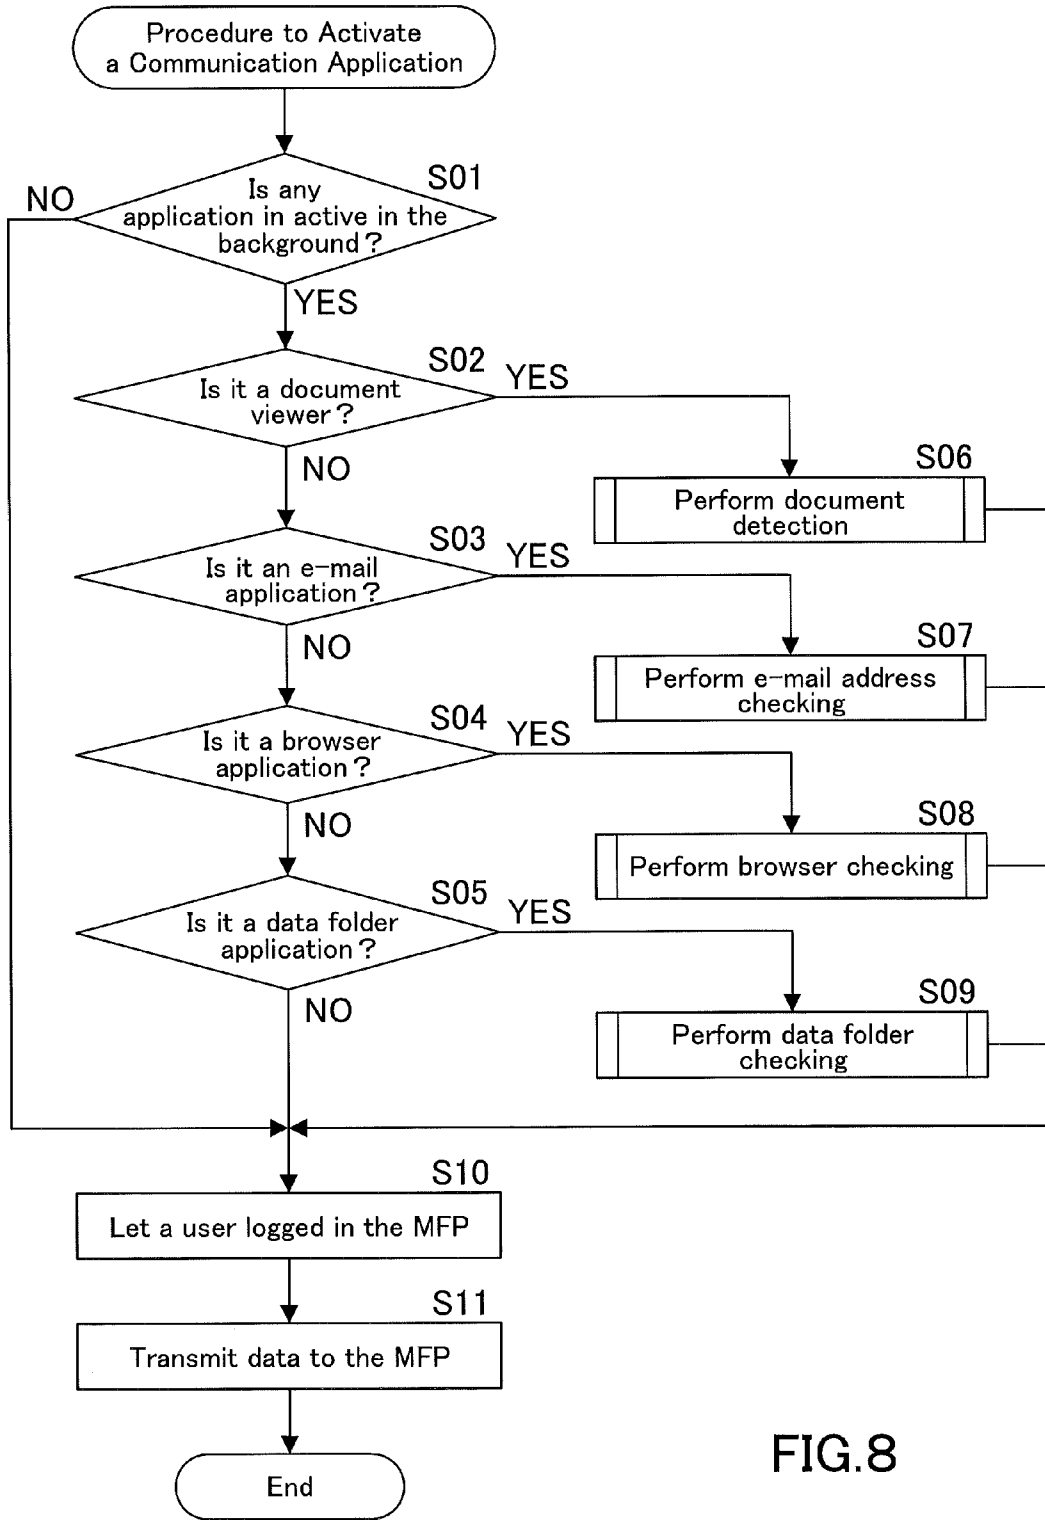 Procedure to Activate
a Communication Application
S01
NO
Is any
application in active in the
background?
YES
S02
YES
Is it a document
viewer?
NO
S06
Perform document
detection
S03
YES
Is it an e-mail
application?
NO
S07
Perform e-mail address
checking
S04
YES
Is it a browser
application?
NO
S08
Perform browser checking
S05
YES
Is it a data folder
application?
NO
S09
Perform data folder
checking
S10
Let a user logged in the MFP
S11
Transmit data to the MFP
End
FIG.8